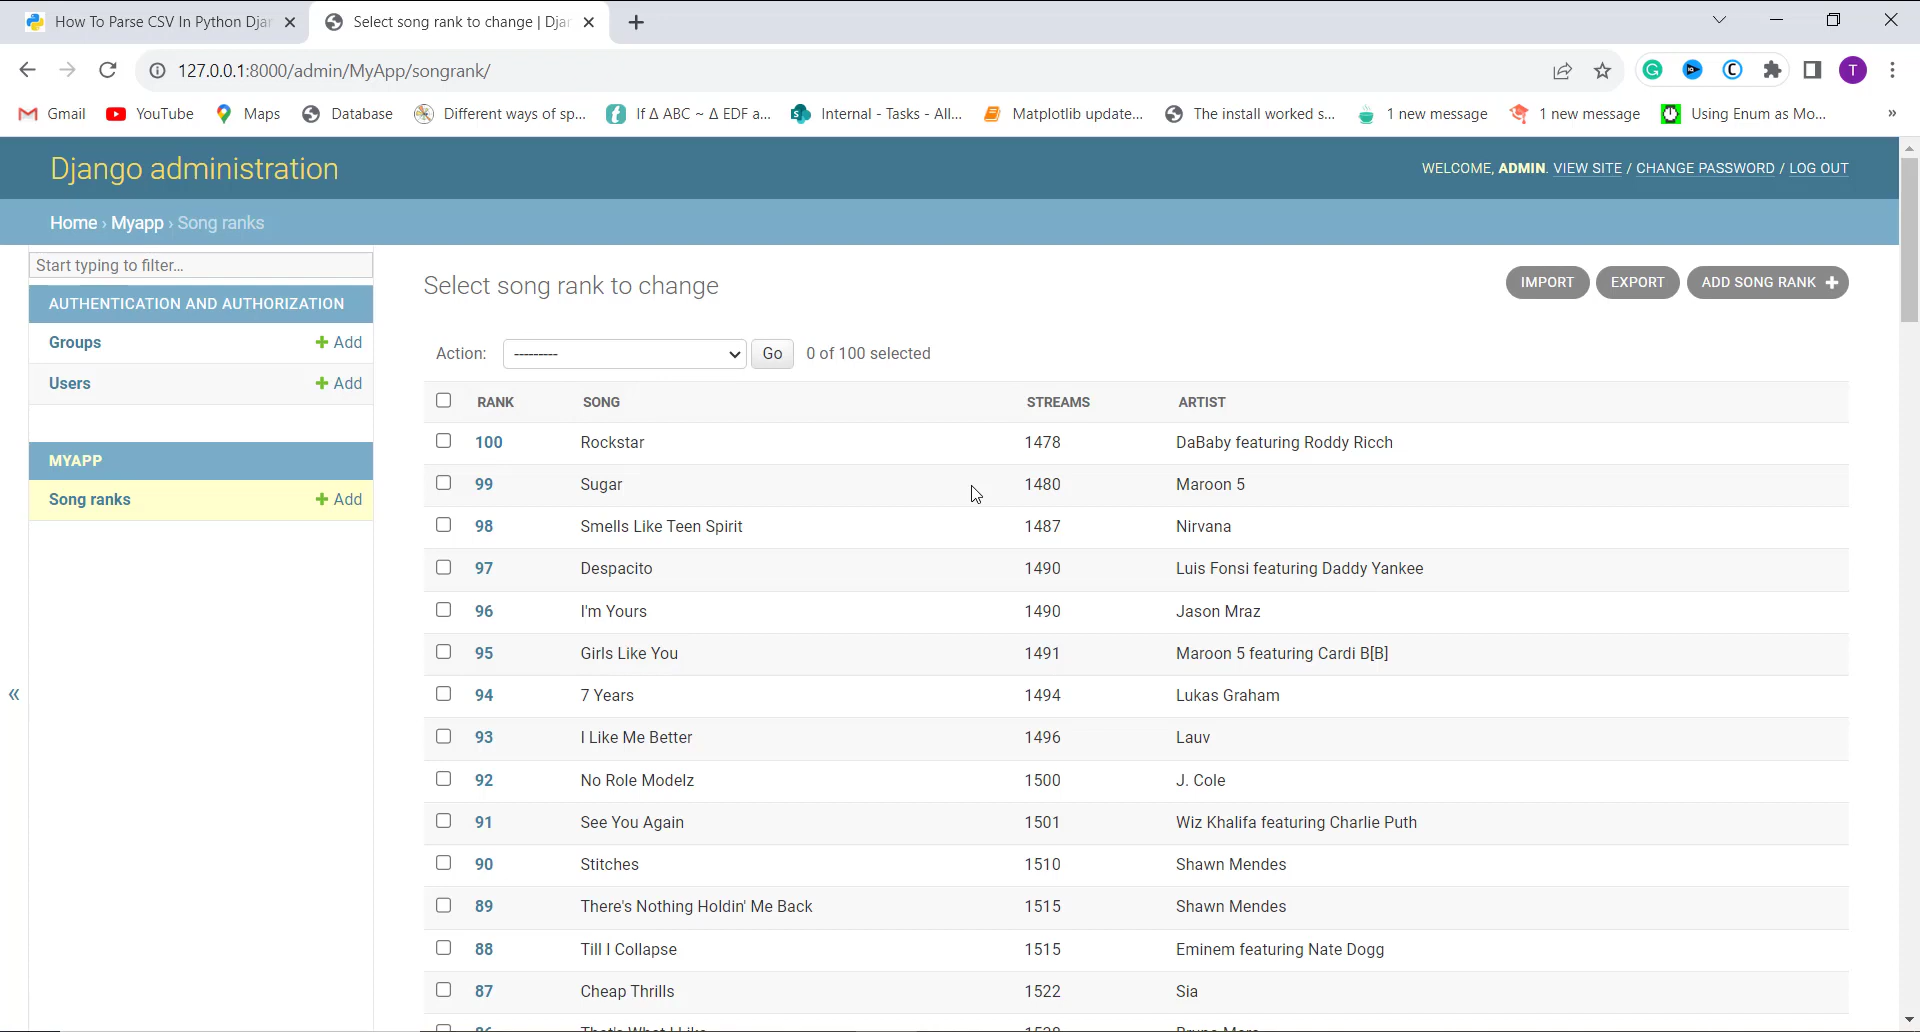 How To Parse CSV In Python Djan
Select song rank to change | Djan
127.0.0.1:8000/admin/MyApp/songrank/
T
Gmail
YouTube
Maps
Database
Different ways of sp...
If Δ ABC ~ Δ EDF a...
Internal - Tasks - All...
Matplotlib update...
The install worked s...
1 new message
1 new message
Using Enum as Mo...
»
Django administration
WELCOME, ADMIN. VIEW SITE / CHANGE PASSWORD / LOG OUT
Home › Myapp › Song ranks
Start typing to filter...
AUTHENTICATION AND AUTHORIZATION
Groups + Add
Users + Add
MYAPP
Song ranks + Add
«
Select song rank to change
IMPORT EXPORT ADD SONG RANK +
Action: --------- Go 0 of 100 selected
RANK SONG STREAMS ARTIST
100 Rockstar 1478 DaBaby featuring Roddy Ricch
99 Sugar 1480 Maroon 5
98 Smells Like Teen Spirit 1487 Nirvana
97 Despacito 1490 Luis Fonsi featuring Daddy Yankee
96 I'm Yours 1490 Jason Mraz
95 Girls Like You 1491 Maroon 5 featuring Cardi B[B]
94 7 Years 1494 Lukas Graham
93 I Like Me Better 1496 Lauv
92 No Role Modelz 1500 J. Cole
91 See You Again 1501 Wiz Khalifa featuring Charlie Puth
90 Stitches 1510 Shawn Mendes
89 There's Nothing Holdin' Me Back 1515 Shawn Mendes
88 Till I Collapse 1515 Eminem featuring Nate Dogg
87 Cheap Thrills 1522 Sia